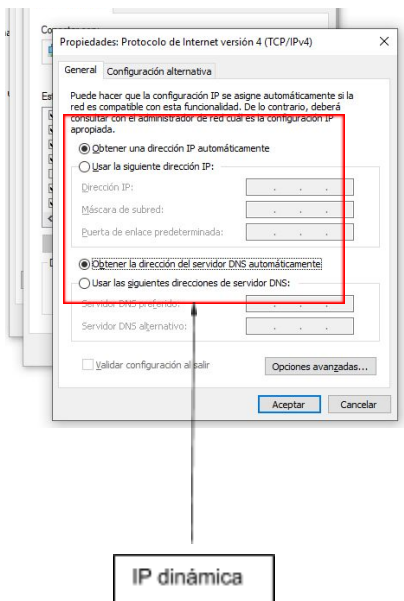 Propiedades: Protocolo de Internet versión 4 (TCP/IPv4)
General Configuración alternativa
Puede hacer que la configuración IP se asigne automáticamente si la
red es compatible con esta funcionalidad. De lo contrario, deberá
consultar con el administrador de red cuál es la configuración IP
apropiada.
Obtener una dirección IP automáticamente
Usar la siguiente dirección IP:
Dirección IP:
Máscara de subred:
Puerta de enlace predeterminada:
Obtener la dirección del servidor DNS automáticamente
Usar las siguientes direcciones de servidor DNS:
Servidor DNS preferido:
Servidor DNS alternativo:
Validar configuración al salir
Opciones avanzadas...
Aceptar Cancelar
IP dinámica